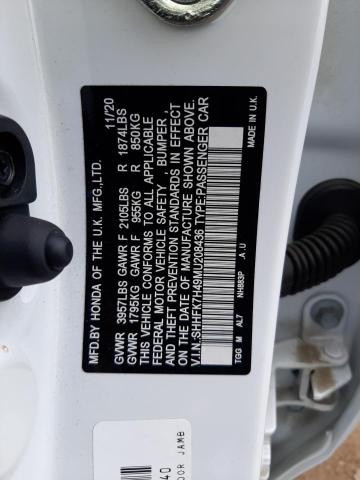 MFD.BY HONDA OF THE U.K. MFG.,LTD. 11/20
GVWR 3957LBS GAWR F 2105LBS R 1874LBS
GVWR 1795KG GAWR F 955KG R 850KG
THIS VEHICLE CONFORMS TO ALL APPLICABLE
FEDERAL MOTOR VEHICLE SAFETY, BUMPER,
AND THEFT PREVENTION STANDARDS IN EFFECT
ON THE DATE OF MANUFACTURE SHOWN ABOVE.
V.I.N.:SHHFK7H49MU208436 TYPE:PASSENGER CAR
TGG M AL7 NH883P A.U MADE IN U.K.
40
OOR JAMB